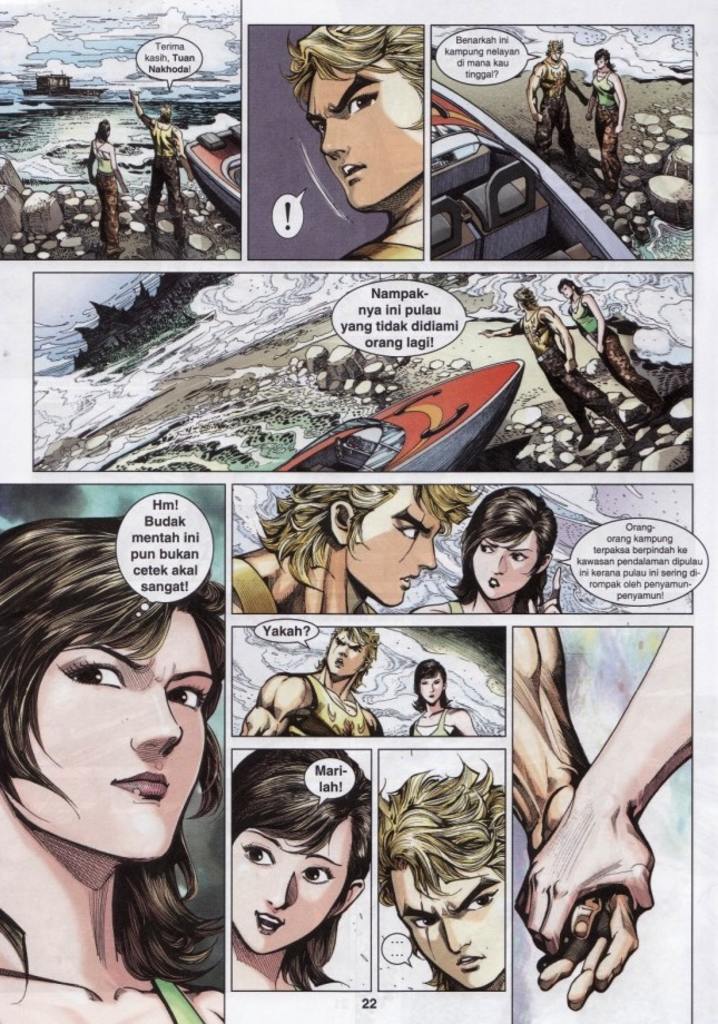 Terima
kasih, Tuan
Nakhoda!
!
Benarkah ini
kampung nelayan
di mana kau
tinggal?
Nampak-
nya ini pulau
yang tidak didiami
orang lagi!
Hm!
Budak
mentah ini
pun bukan
cetek akal
sangat!
Orang-
orang kampung
terpaksa berpindah ke
kawasan pendalaman dipulau
ini kerana pulau ini sering di-
rompak oleh penyamun-
penyamun!
Yakah?
Mari-
lah!
...
...
22